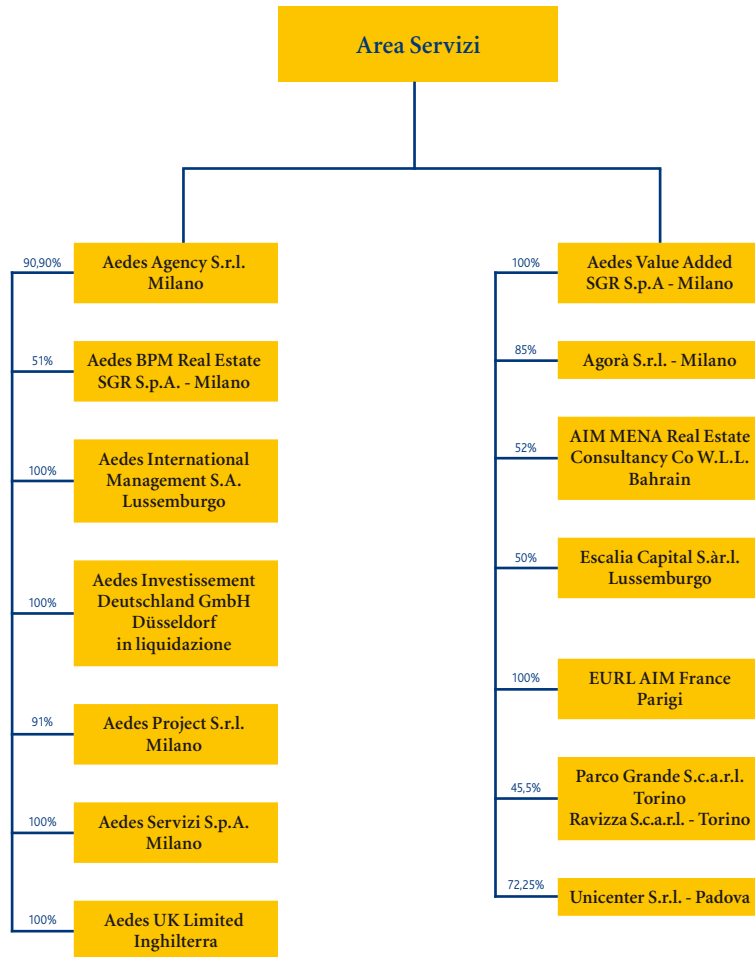 Area Servizi
90,90%
Aedes Agency S.r.l.
Milano
51%
Aedes BPM Real Estate
SGR S.p.A. - Milano
100%
Aedes International
Management S.A.
Lussemburgo
100%
Aedes Investissement
Deutschland GmbH
Düsseldorf
in liquidazione
91%
Aedes Project S.r.l.
Milano
100%
Aedes Servizi S.p.A.
Milano
100%
Aedes UK Limited
Inghilterra
100%
Aedes Value Added
SGR S.p.A - Milano
85%
Agorà S.r.l. - Milano
52%
AIM MENA Real Estate
Consultancy Co W.L.L.
Bahrain
50%
Escalia Capital S.àr.l.
Lussemburgo
100%
EURL AIM France
Parigi
45,5%
Parco Grande S.c.a.r.l.
Torino
Ravizza S.c.a.r.l. - Torino
72,25%
Unicenter S.r.l. - Padova